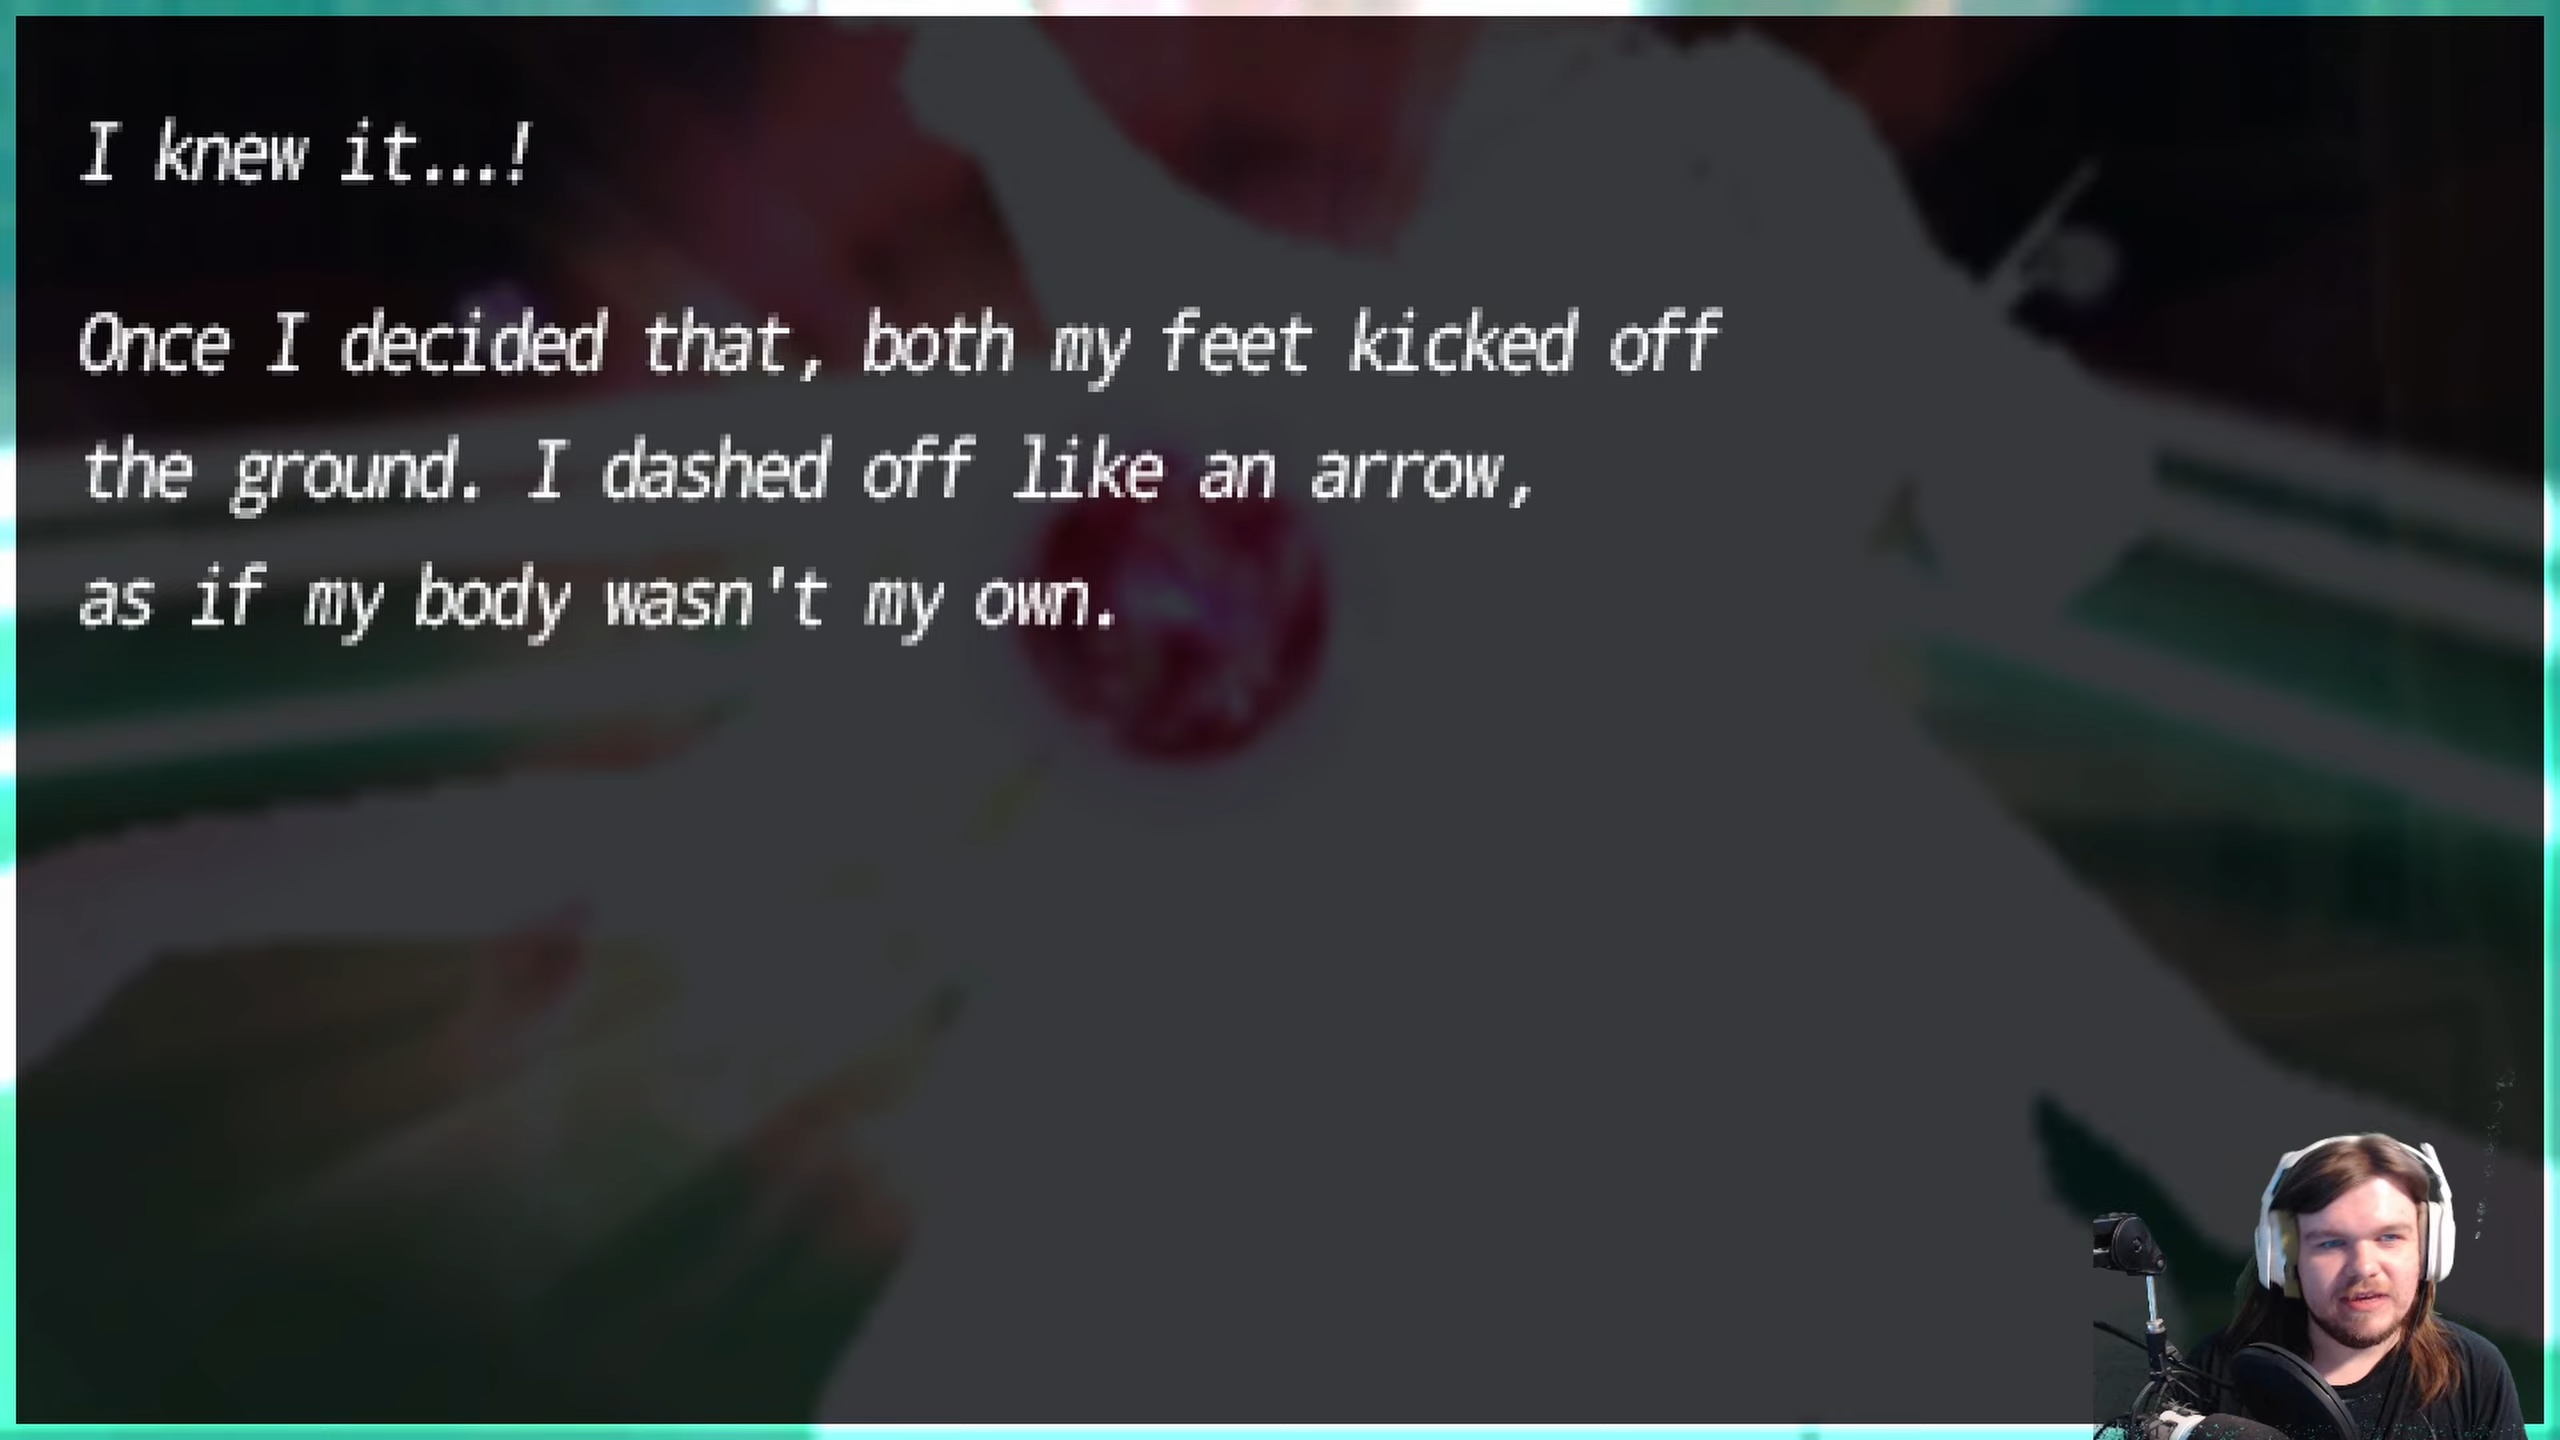 I knew it...!
Once I decided that, both my feet kicked off
the ground. I dashed off like an arrow,
as if my body wasn't my own.